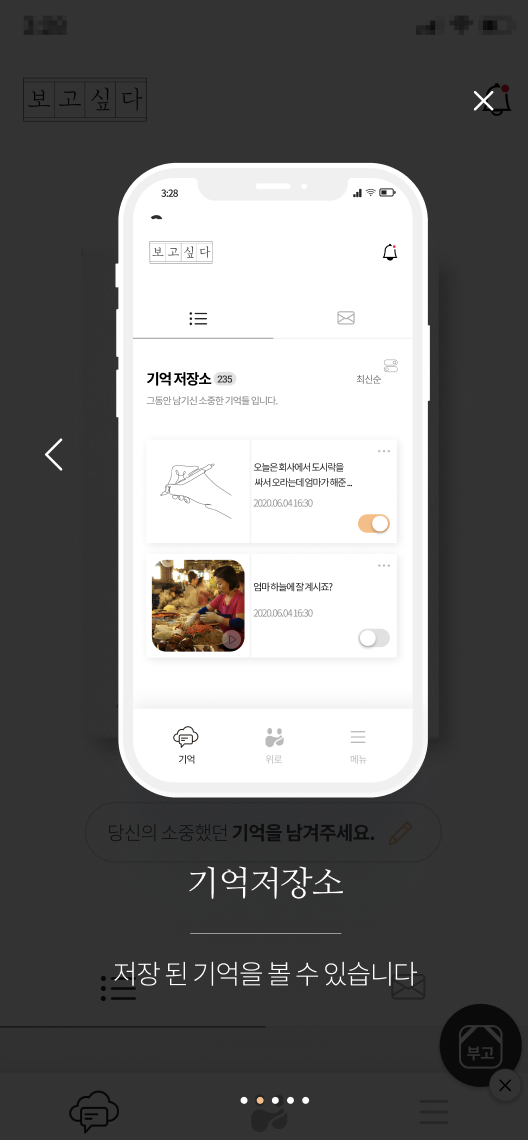 보고싶다
3:28
보고싶다
기억 저장소 235
최신순
그동안 남기신 소중한 기억들 입니다.
오늘은 회사에서 도시락을
싸서 오라는데 엄마가 해준...
2020.06.04 16:30
엄마 하늘에 잘 계시죠?
2020.06.04 16:30
기억 위로 메뉴
당신의 소중했던 기억을 남겨주세요.
기억저장소
저장 된 기억을 볼 수 있습니다
부고